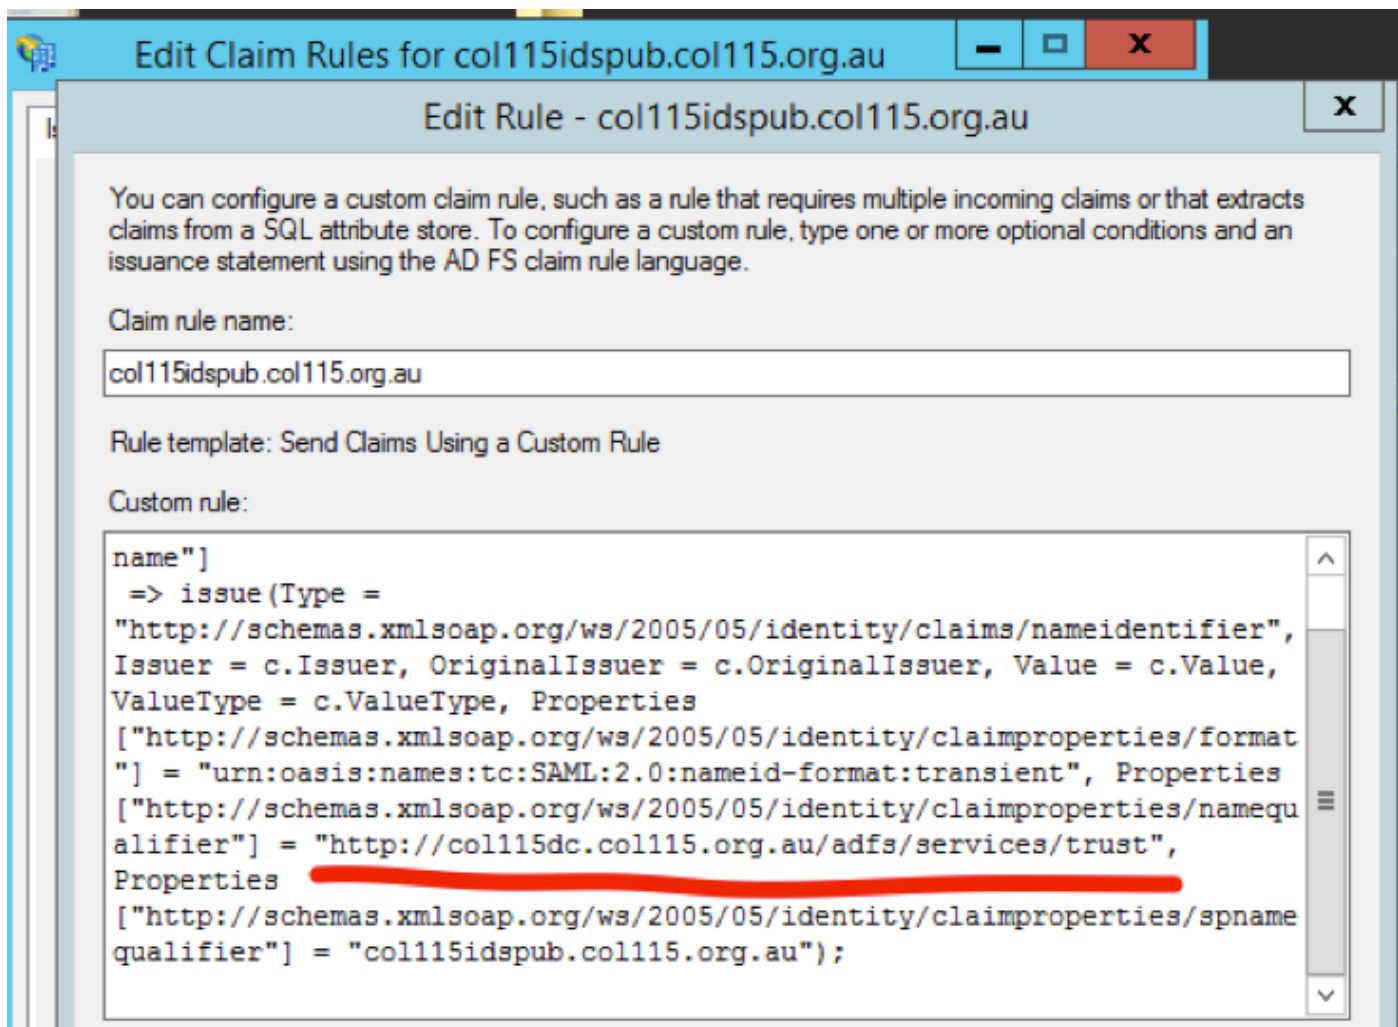 Edit Claim Rules for col115idspub.col115.org.au
Edit Rule - col115idspub.col115.org.au
You can configure a custom claim rule, such as a rule that requires multiple incoming claims or that extracts
claims from a SQL attribute store. To configure a custom rule, type one or more optional conditions and an
issuance statement using the AD FS claim rule language.
Claim rule name:
col115idspub.col115.org.au
Rule template: Send Claims Using a Custom Rule
Custom rule:
name"]
 => issue(Type =
"http://schemas.xmlsoap.org/ws/2005/05/identity/claims/nameidentifier",
Issuer = c.Issuer, OriginalIssuer = c.OriginalIssuer, Value = c.Value,
ValueType = c.ValueType, Properties
["http://schemas.xmlsoap.org/ws/2005/05/identity/claimproperties/format
"] = "urn:oasis:names:tc:SAML:2.0:nameid-format:transient", Properties
["http://schemas.xmlsoap.org/ws/2005/05/identity/claimproperties/namequ
alifier"] = "http://col115dc.col115.org.au/adfs/services/trust",
Properties
["http://schemas.xmlsoap.org/ws/2005/05/identity/claimproperties/spname
qualifier"] = "col115idspub.col115.org.au");